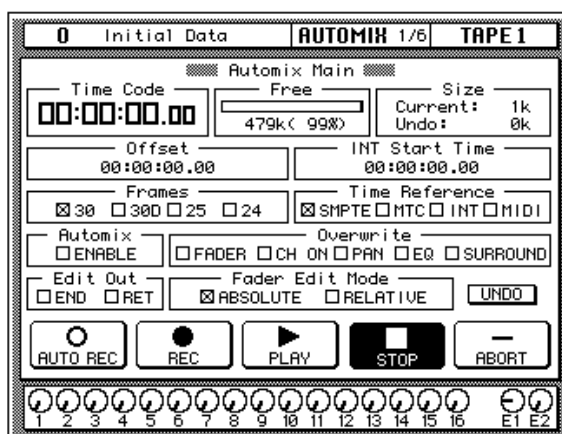 0 Initial Data AUTOMIX 1/6 TAPE 1
Automix Main
Time Code Free Size
00:00:00.00 479k( 99%) Current: 1k
Undo: 0k
Offset INT Start Time
00:00:00.00 00:00:00.00
Frames Time Reference
30 30D 25 24 SMPTE MTC INT MIDI
Automix Overwrite
ENABLE FADER CH ON PAN EQ SURROUND
Edit Out Fader Edit Mode
END RET ABSOLUTE RELATIVE UNDO
AUTO REC REC PLAY STOP ABORT
1 2 3 4 5 6 7 8 9 10 11 12 13 14 15 16 E1 E2